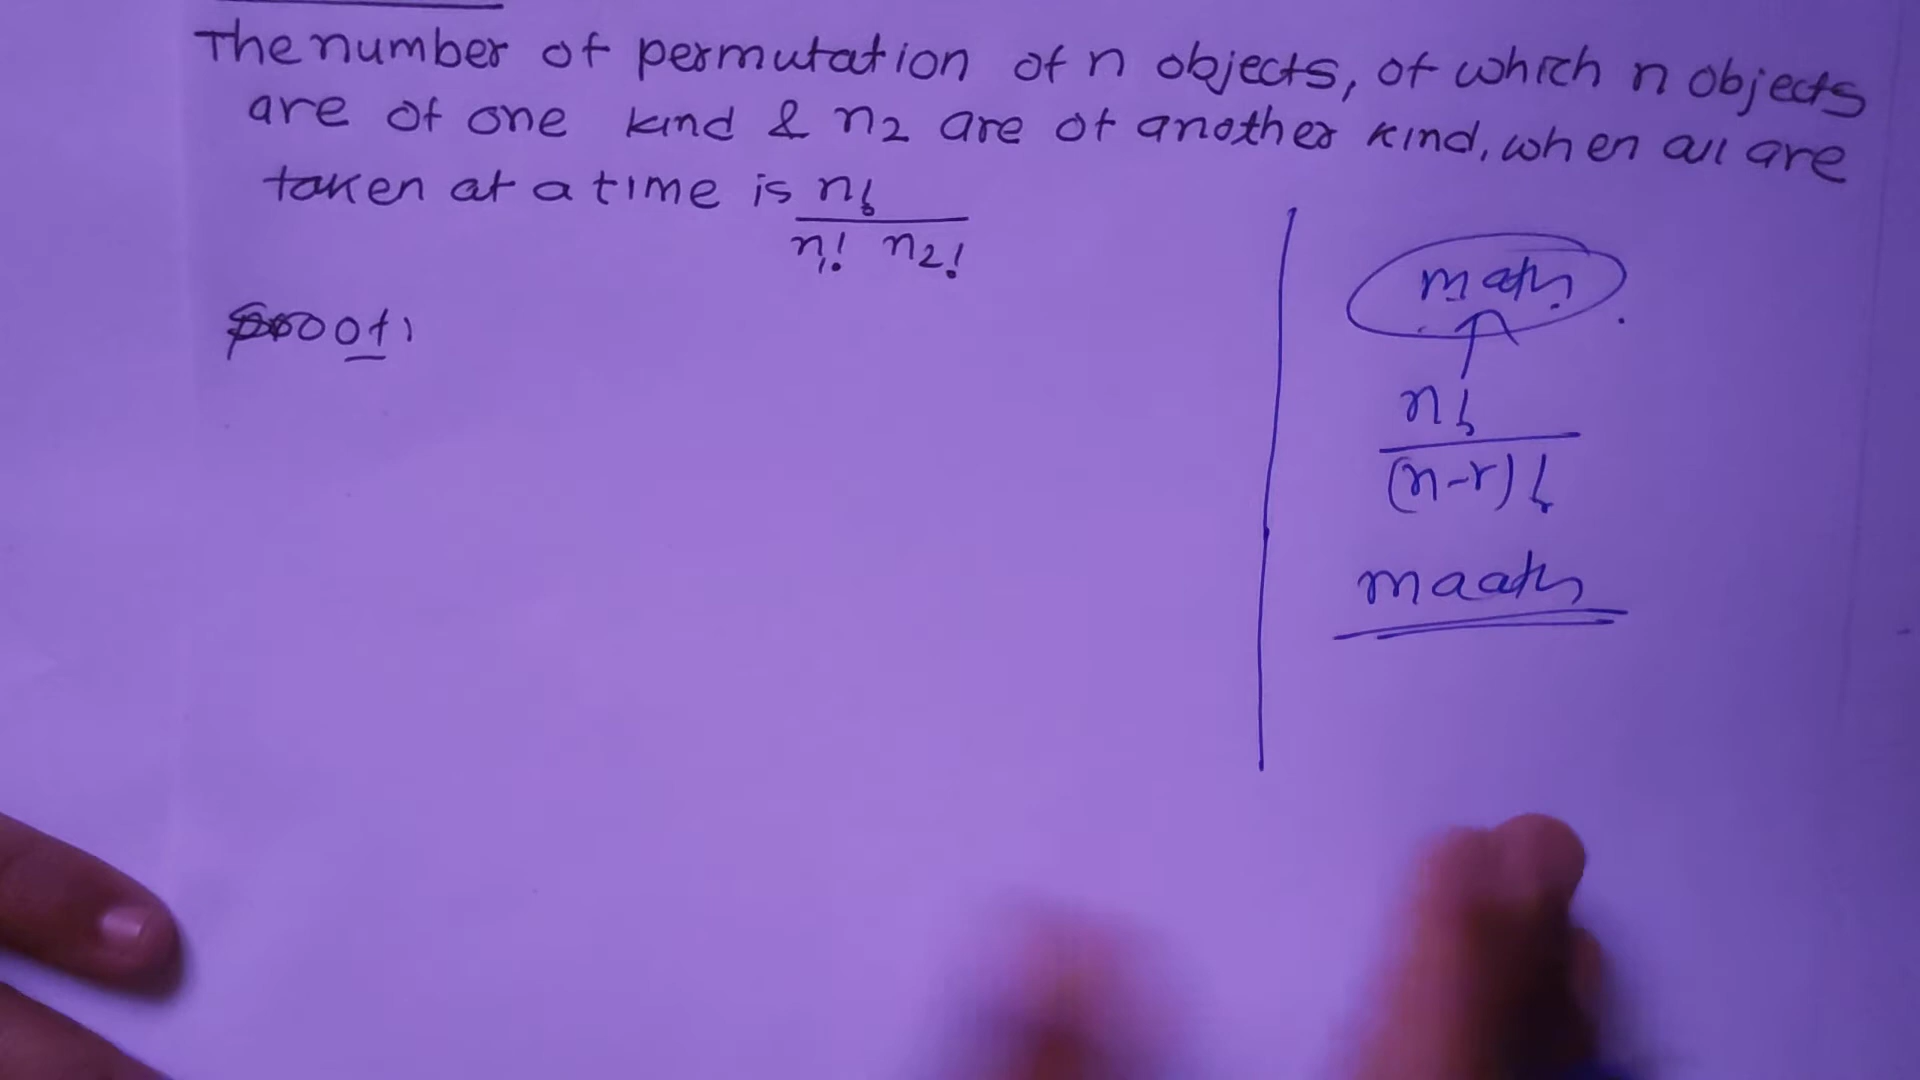 The number of permutation of n objects, of which n objects
are of one kind & n2 are of another kind, when all are
taken at a time is n!
n1! n2!
proof:
math
n!
(n-r)!
maath